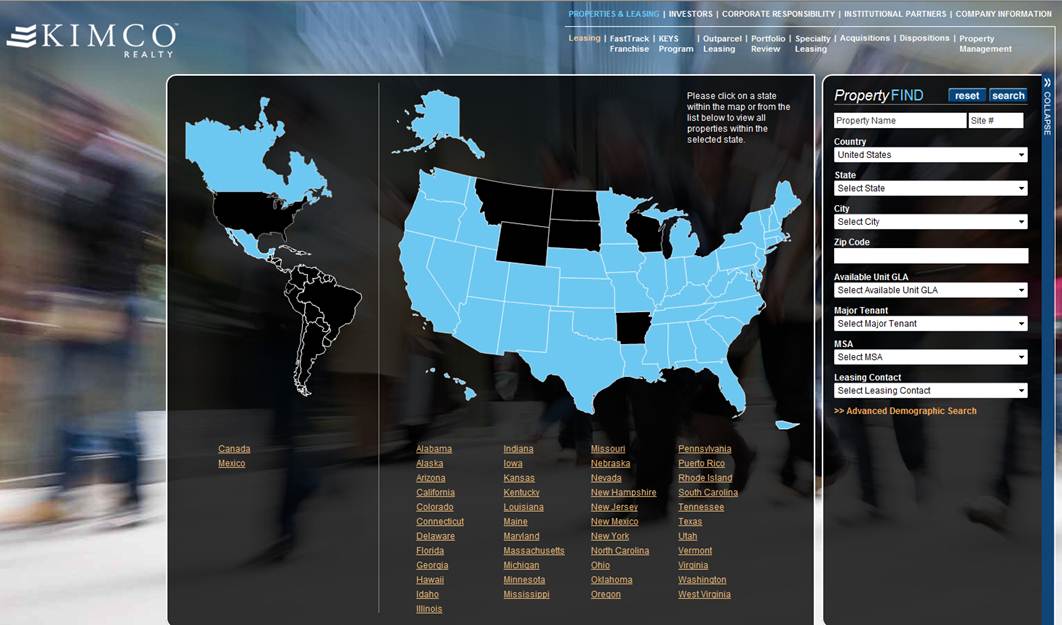 KIMCO™
REALTY
PROPERTIES & LEASING | INVESTORS | CORPORATE RESPONSIBILITY | INSTITUTIONAL PARTNERS | COMPANY INFORMATION
Leasing | FastTrack Franchise | KEYS Program | Outparcel Leasing | Portfolio Review | Specialty Leasing | Acquisitions | Dispositions | Property Management
Please click on a state
within the map or from the
list below to view all
properties within the
selected state.
Canada
Mexico
Alabama
Alaska
Arizona
California
Colorado
Connecticut
Delaware
Florida
Georgia
Hawaii
Idaho
Illinois
Indiana
Iowa
Kansas
Kentucky
Louisiana
Maine
Maryland
Massachusetts
Michigan
Minnesota
Mississippi
Missouri
Nebraska
Nevada
New Hampshire
New Jersey
New Mexico
New York
North Carolina
Ohio
Oklahoma
Oregon
Pennsylvania
Puerto Rico
Rhode Island
South Carolina
Tennessee
Texas
Utah
Vermont
Virginia
Washington
West Virginia
PropertyFIND reset search
Property Name Site #
Country
United States
State
Select State
City
Select City
Zip Code
Available Unit GLA
Select Available Unit GLA
Major Tenant
Select Major Tenant
MSA
Select MSA
Leasing Contact
Select Leasing Contact
>> Advanced Demographic Search
COLLAPSE